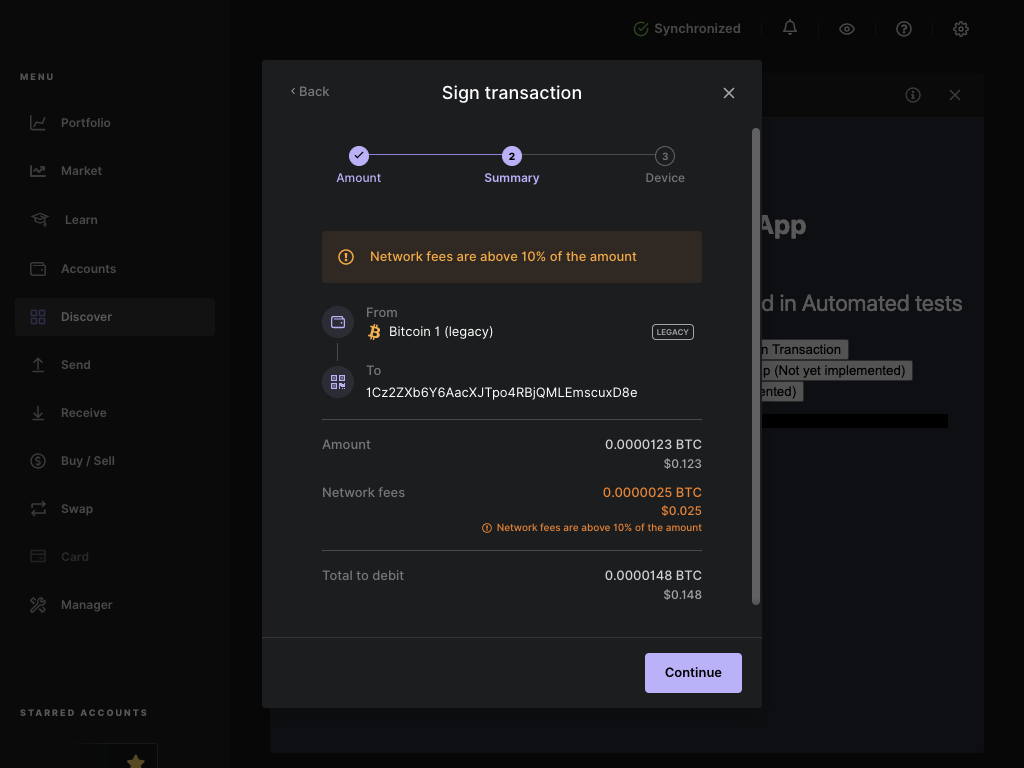 Synchronized
MENU
Portfolio
Market
Learn
Accounts
Discover
Send
Receive
Buy / Sell
Swap
Card
Manager
STARRED ACCOUNTS
App
d in Automated tests
n Transaction
p (Not yet implemented)
ented)
Back
Sign transaction
2
3
Amount
Summary
Device
Network fees are above 10% of the amount
From
Bitcoin 1 (legacy)
LEGACY
To
1Cz2ZXb6Y6AacXJTpo4RBjQMLEmscuxD8e
Amount
0.0000123 BTC
$0.123
Network fees
0.0000025 BTC
$0.025
Network fees are above 10% of the amount
Total to debit
0.0000148 BTC
$0.148
Continue